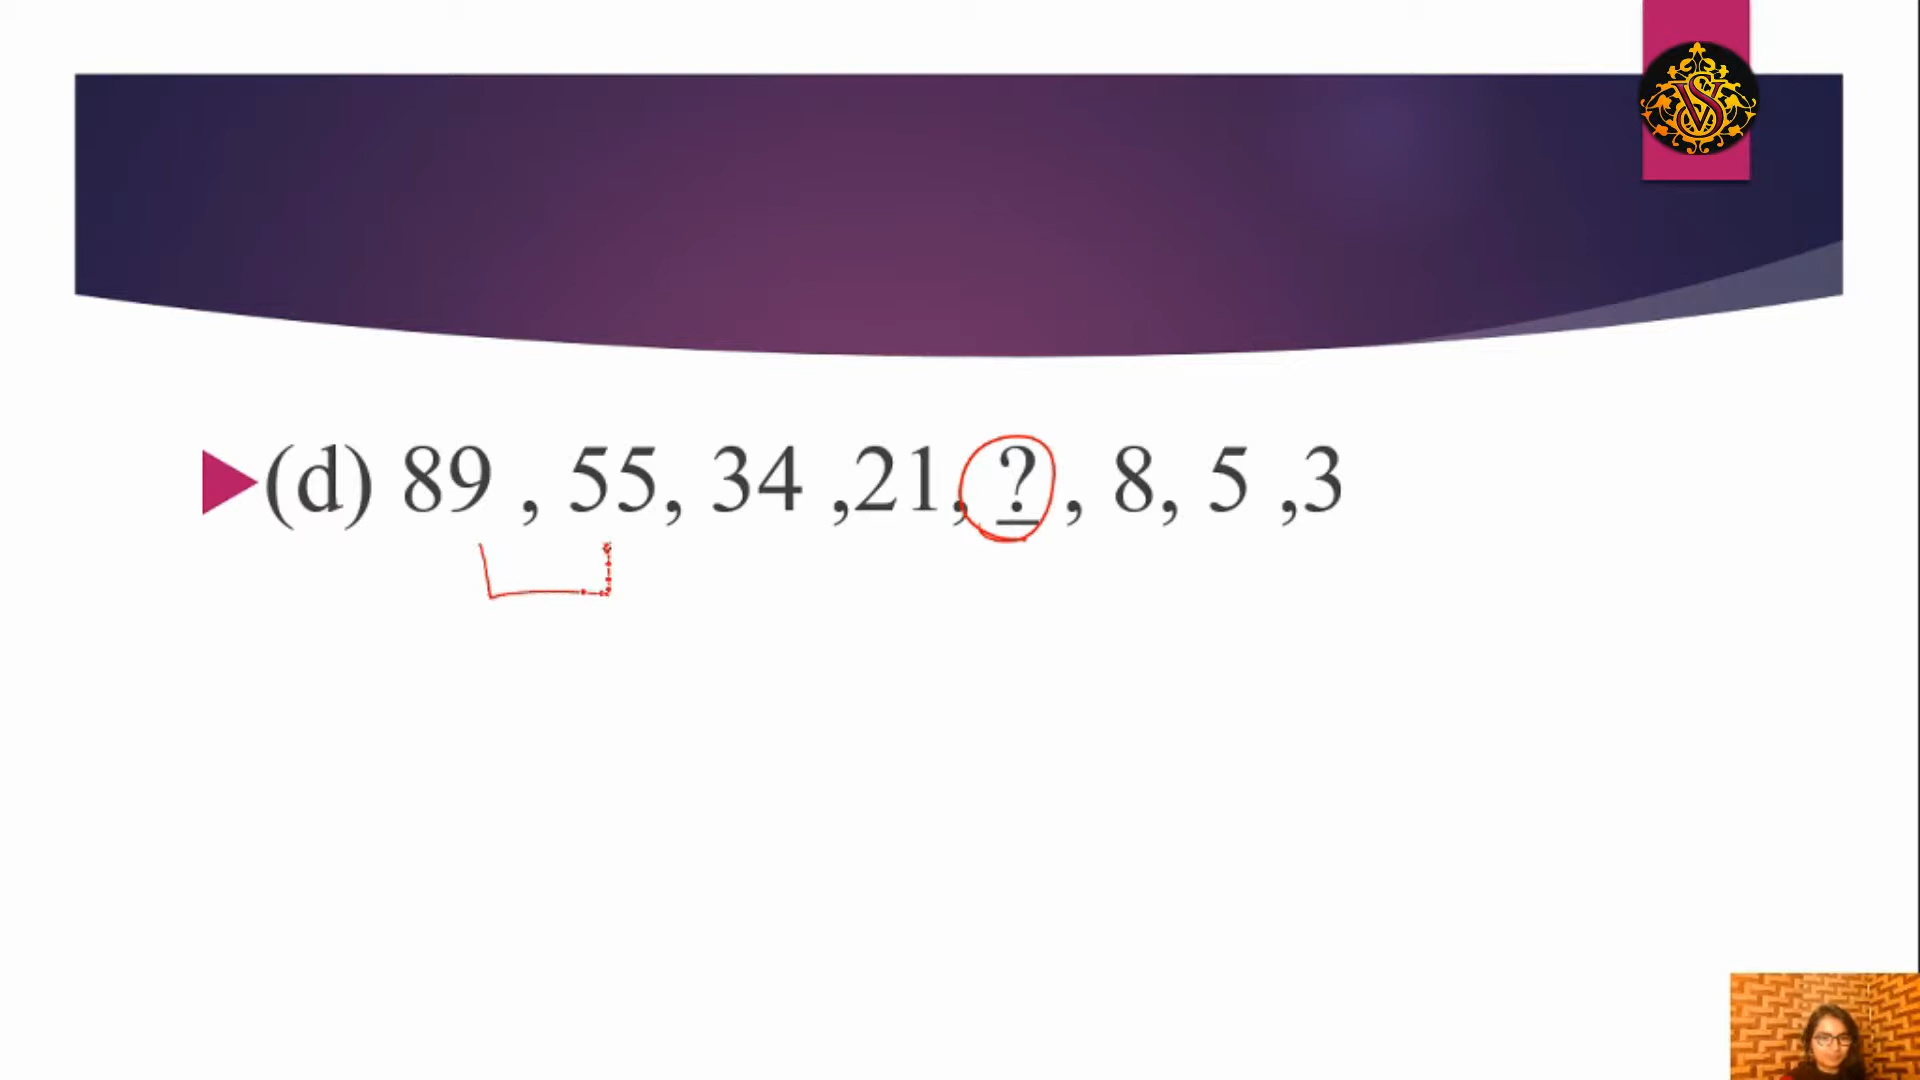 (d) 89 , 55, 34 ,21, ? , 8, 5 ,3